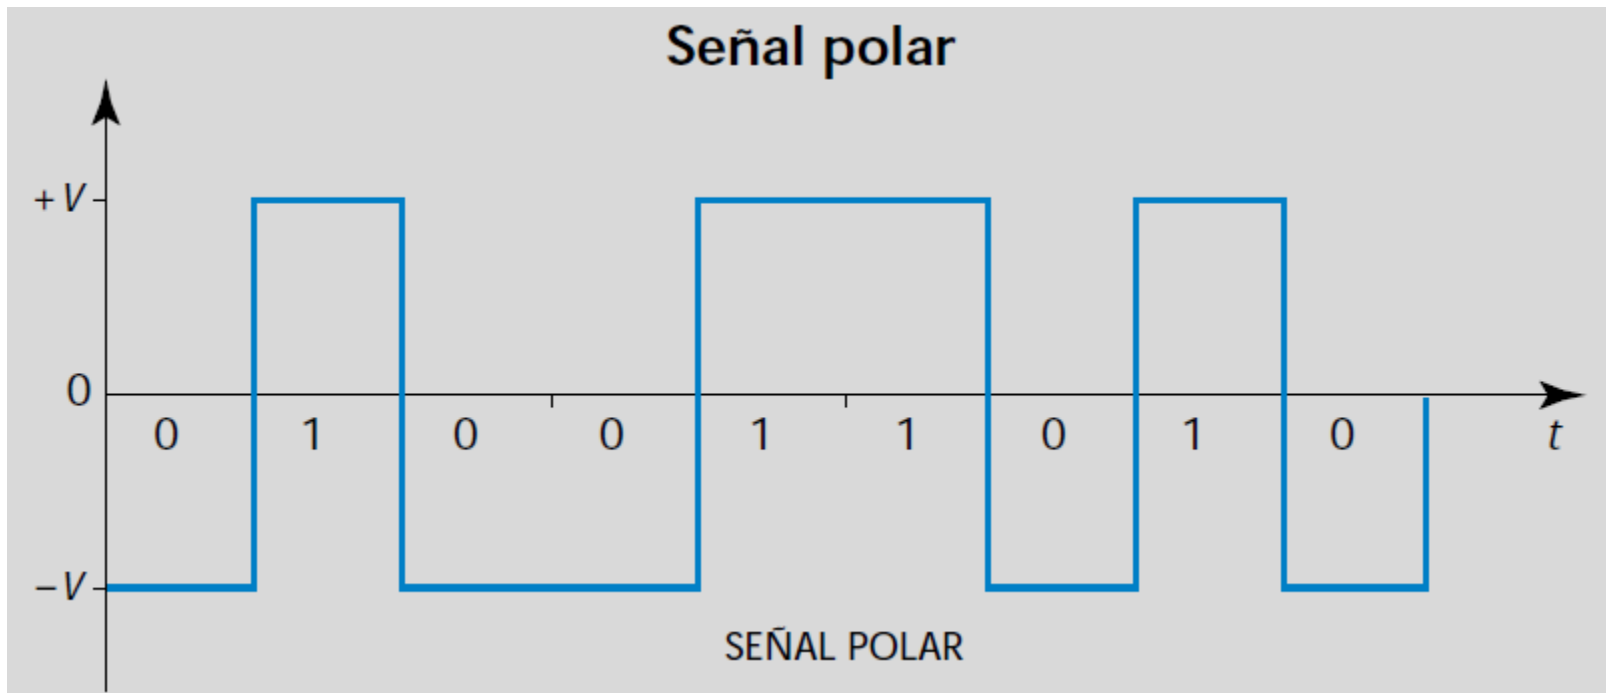 Señal polar
+V
0
0 1 0 0 1 1 0 1 0 t
−V
SEÑAL POLAR